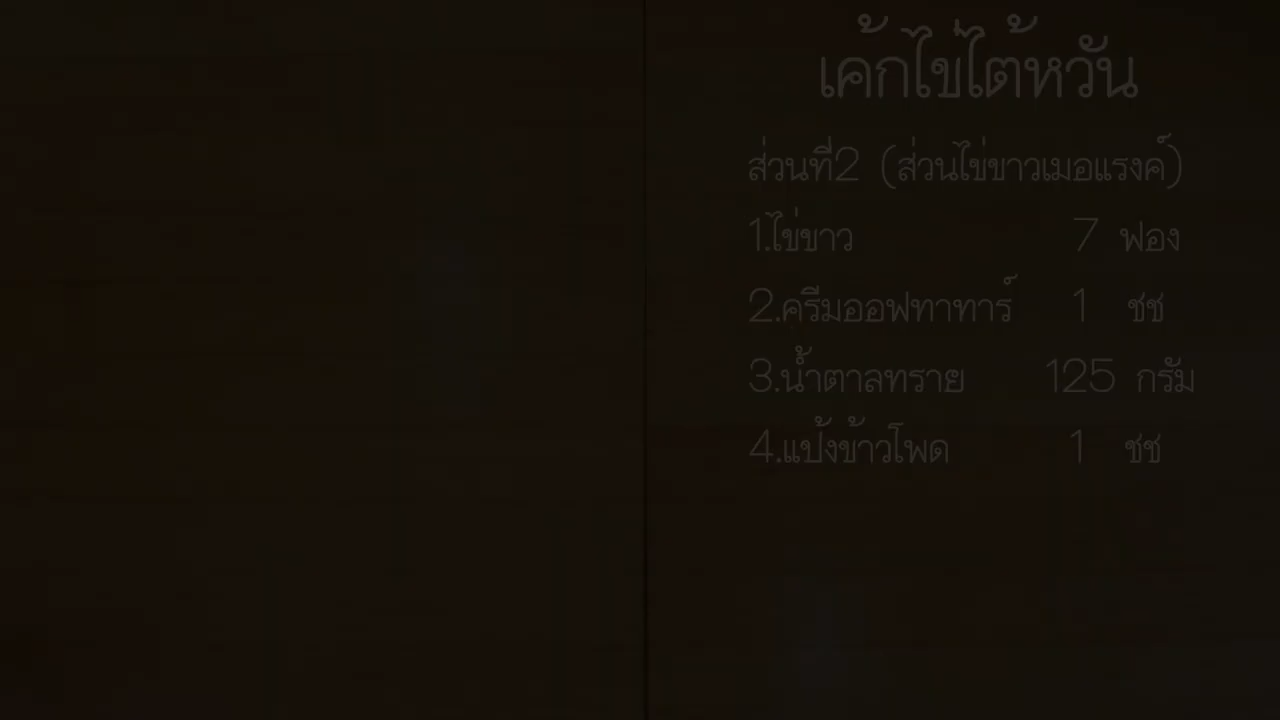 เค้กไข่ไต้หวัน
ส่วนที่2 (ส่วนไข่ขาวเมอแรงค์)
1.ไข่ขาว 7 ฟอง
2.ครีมออฟทาทาร์ 1 ชช
3.น้ำตาลทราย 125 กรัม
4.แป้งข้าวโพด 1 ชช